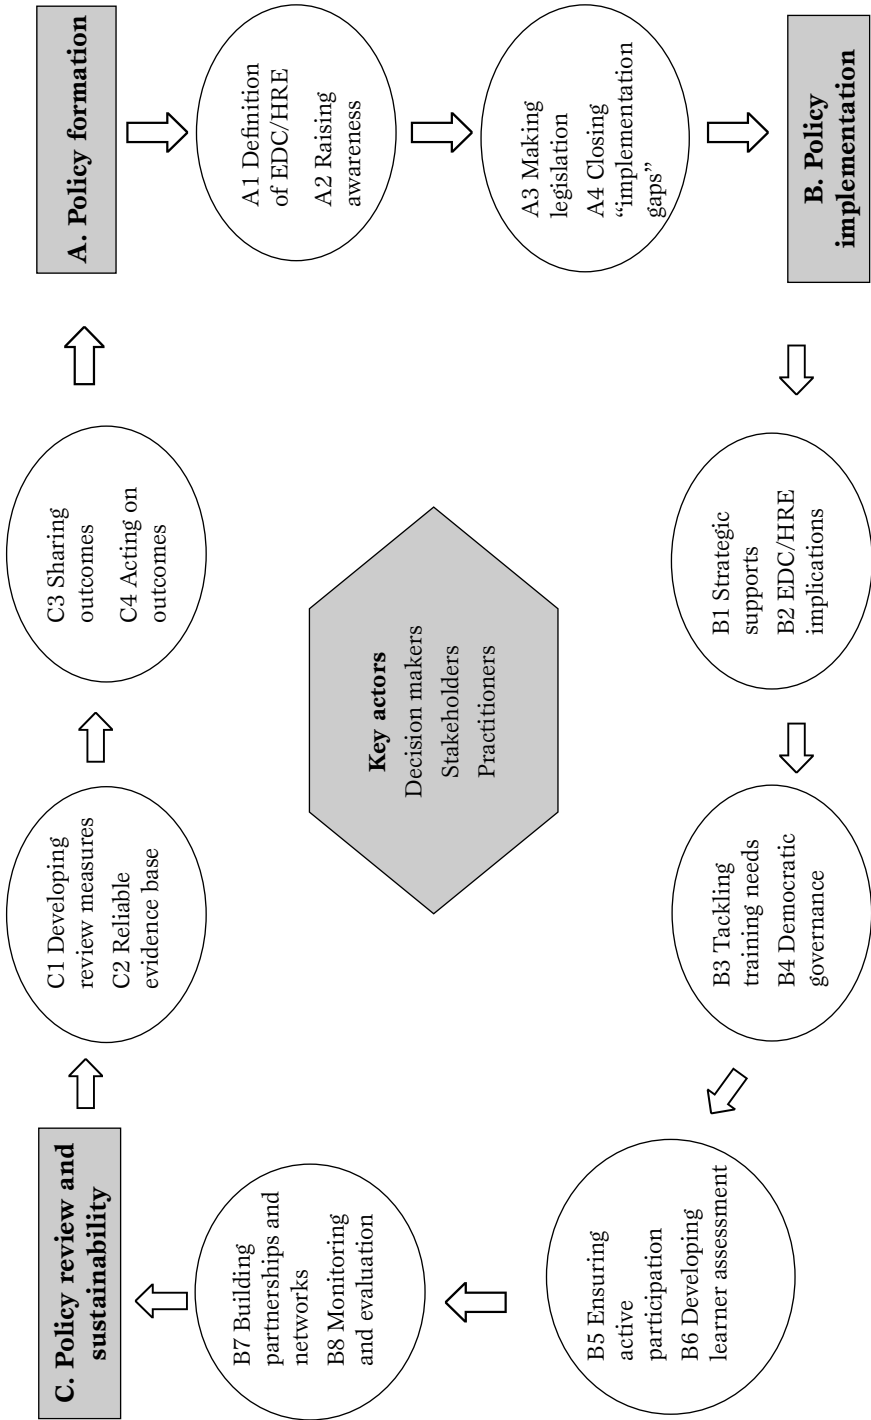 A. Policy formation
A1 Definition
of EDC/HRE
A2 Raising
awareness
A3 Making
legislation
A4 Closing
“implementation
gaps”
B. Policy
implementation
B1 Strategic
supports
B2 EDC/HRE
implications
B3 Tackling
training needs
B4 Democratic
governance
B5 Ensuring
active
participation
B6 Developing
learner assessment
B7 Building
partnerships and
networks
B8 Monitoring
and evaluation
C. Policy review and
sustainability
C1 Developing
review measures
C2 Reliable
evidence base
C3 Sharing
outcomes
C4 Acting on
outcomes
Key actors
Decision makers
Stakeholders
Practitioners